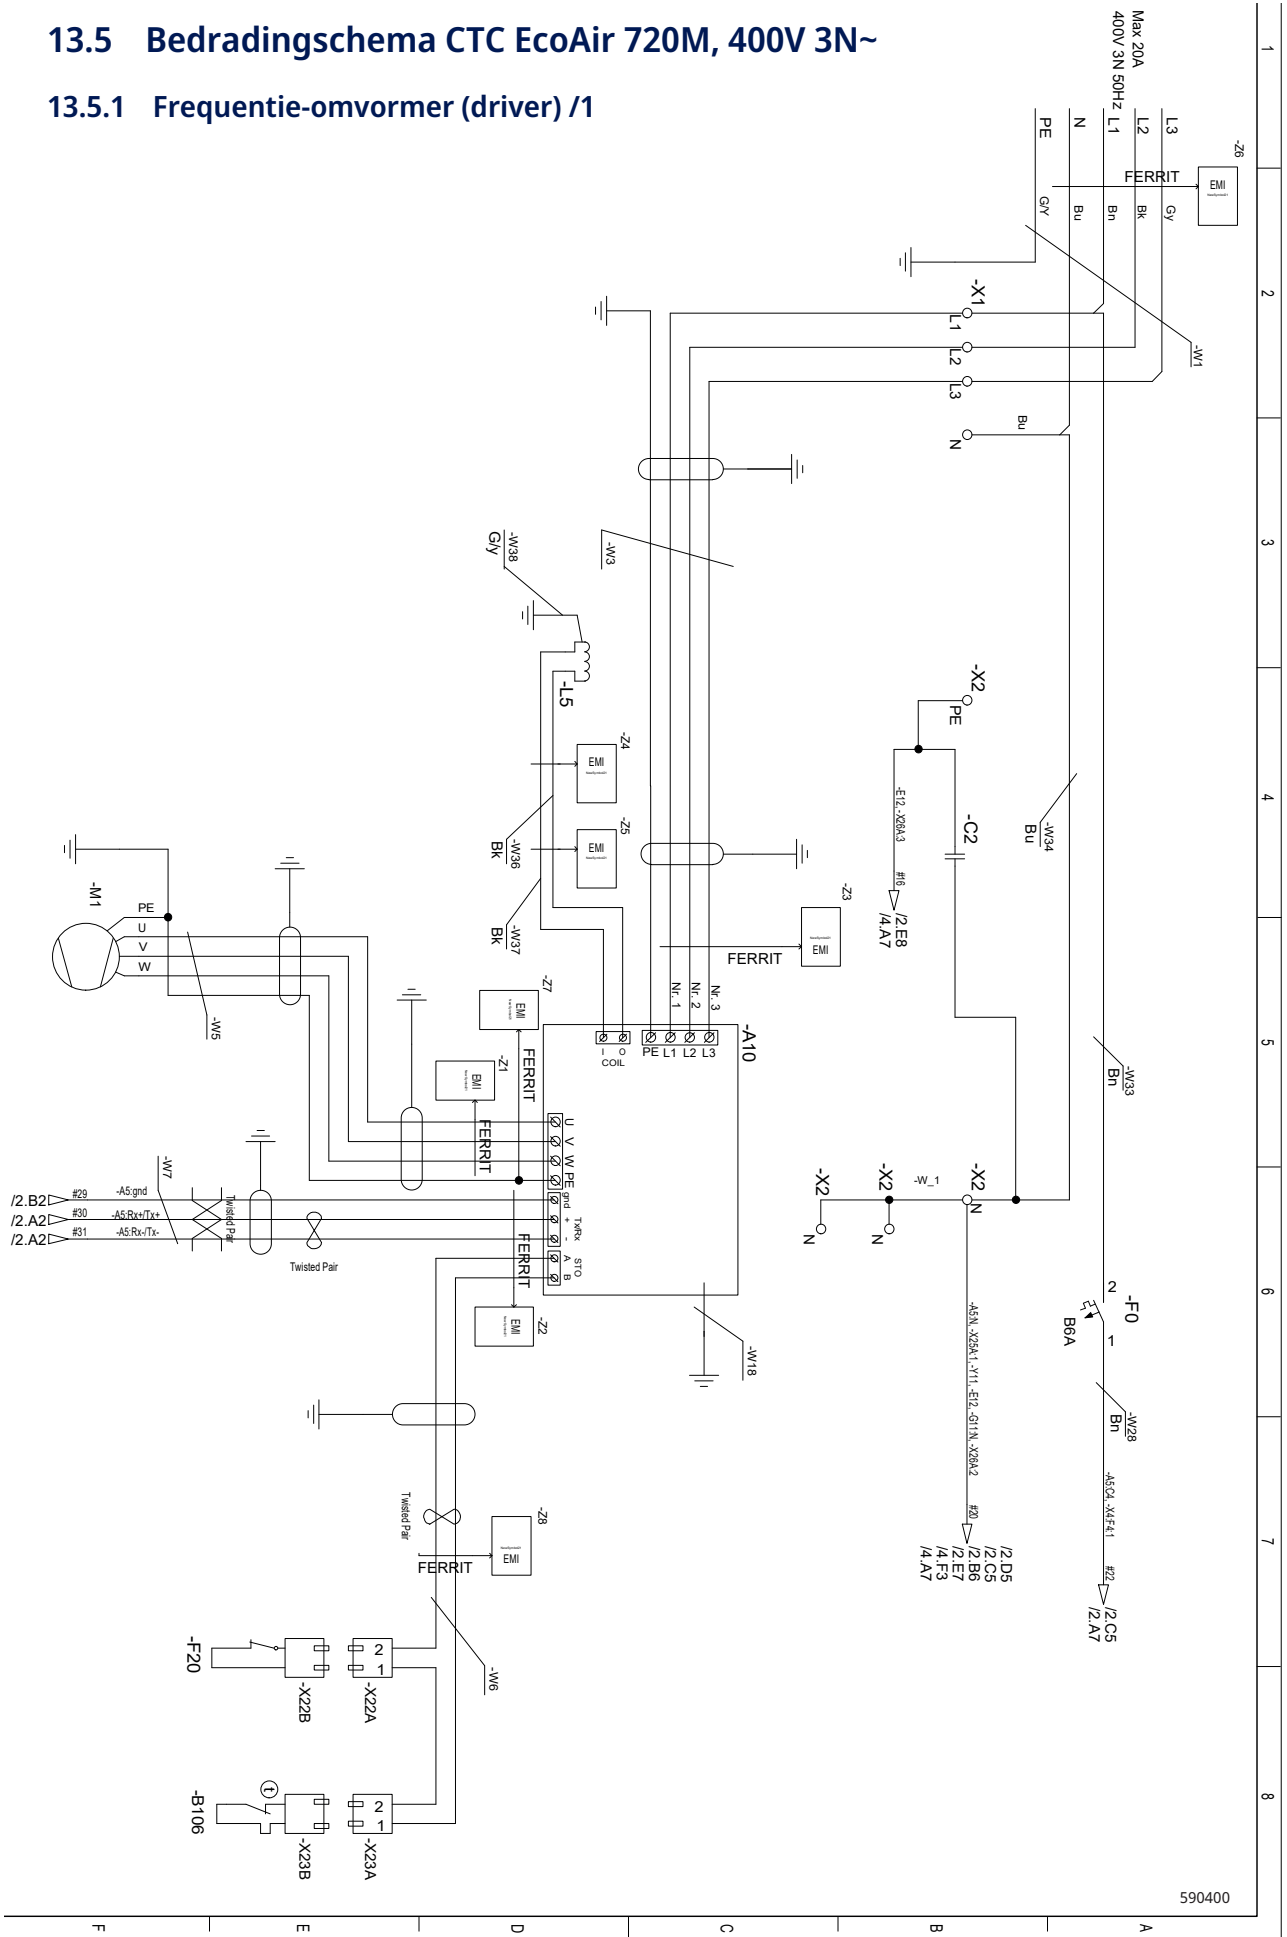 13.5 Bedradingschema CTC EcoAir 720M, 400V 3N~
13.5.1 Frequentie-omvormer (driver) /1
Max 20A
400V 3N 50Hz
PE
N
L1
L2
L3
G/Y
Bu
Bn
Bk
Gy
-Z6
EMI
FERRIT
-W1
-X1
L1
L2
L3
N
Bu
-W3
-W38
G/y
-L5
-Z4
EMI
-W36
Bk
-Z5
EMI
-W37
Bk
-X2
PE
-E12,-X26A:3
#16
/2.E8
/4.A7
-C2
-W34
Bu
-Z3
EMI
FERRIT
Nr. 1
Nr. 2
Nr. 3
-M1
PE
U
V
W
-W5
-Z7
EMI
FERRIT
-Z1
EMI
FERRIT
-A10
I O
COIL
PE L1 L2 L3
U
V
W
PE
gnd
+
-
Tx/Rx
A
B
STO
-W33
Bn
-W7
/2.B2 #29 -A5:gnd
/2.A2 #30 -A5:Rx+/Tx+
/2.A2 #31 -A5:Rx-/Tx-
Twisted Pair
Twisted Pair
FERRIT
-Z2
EMI
-W18
-X2
N
-X2
N
-W_1
-X2
N
-A5:N, -X25A:1, -Y11, -E12, -G11:N, -X26A:2
#20
/2.D5
/2.C5
/2.B6
/2.E7
/4.F3
/4.A7
2
-F0
1
B6A
-W28
Bn
-A5:C4, -X4:F4:1
#22
/2.C5
/2.A7
Twisted Pair
-Z8
EMI
FERRIT
-W6
-F20
-X22B
2
1
-X22A
-B106
t
-X23B
2
1
-X23A
1
2
3
4
5
6
7
8
590400
F
E
D
C
B
A